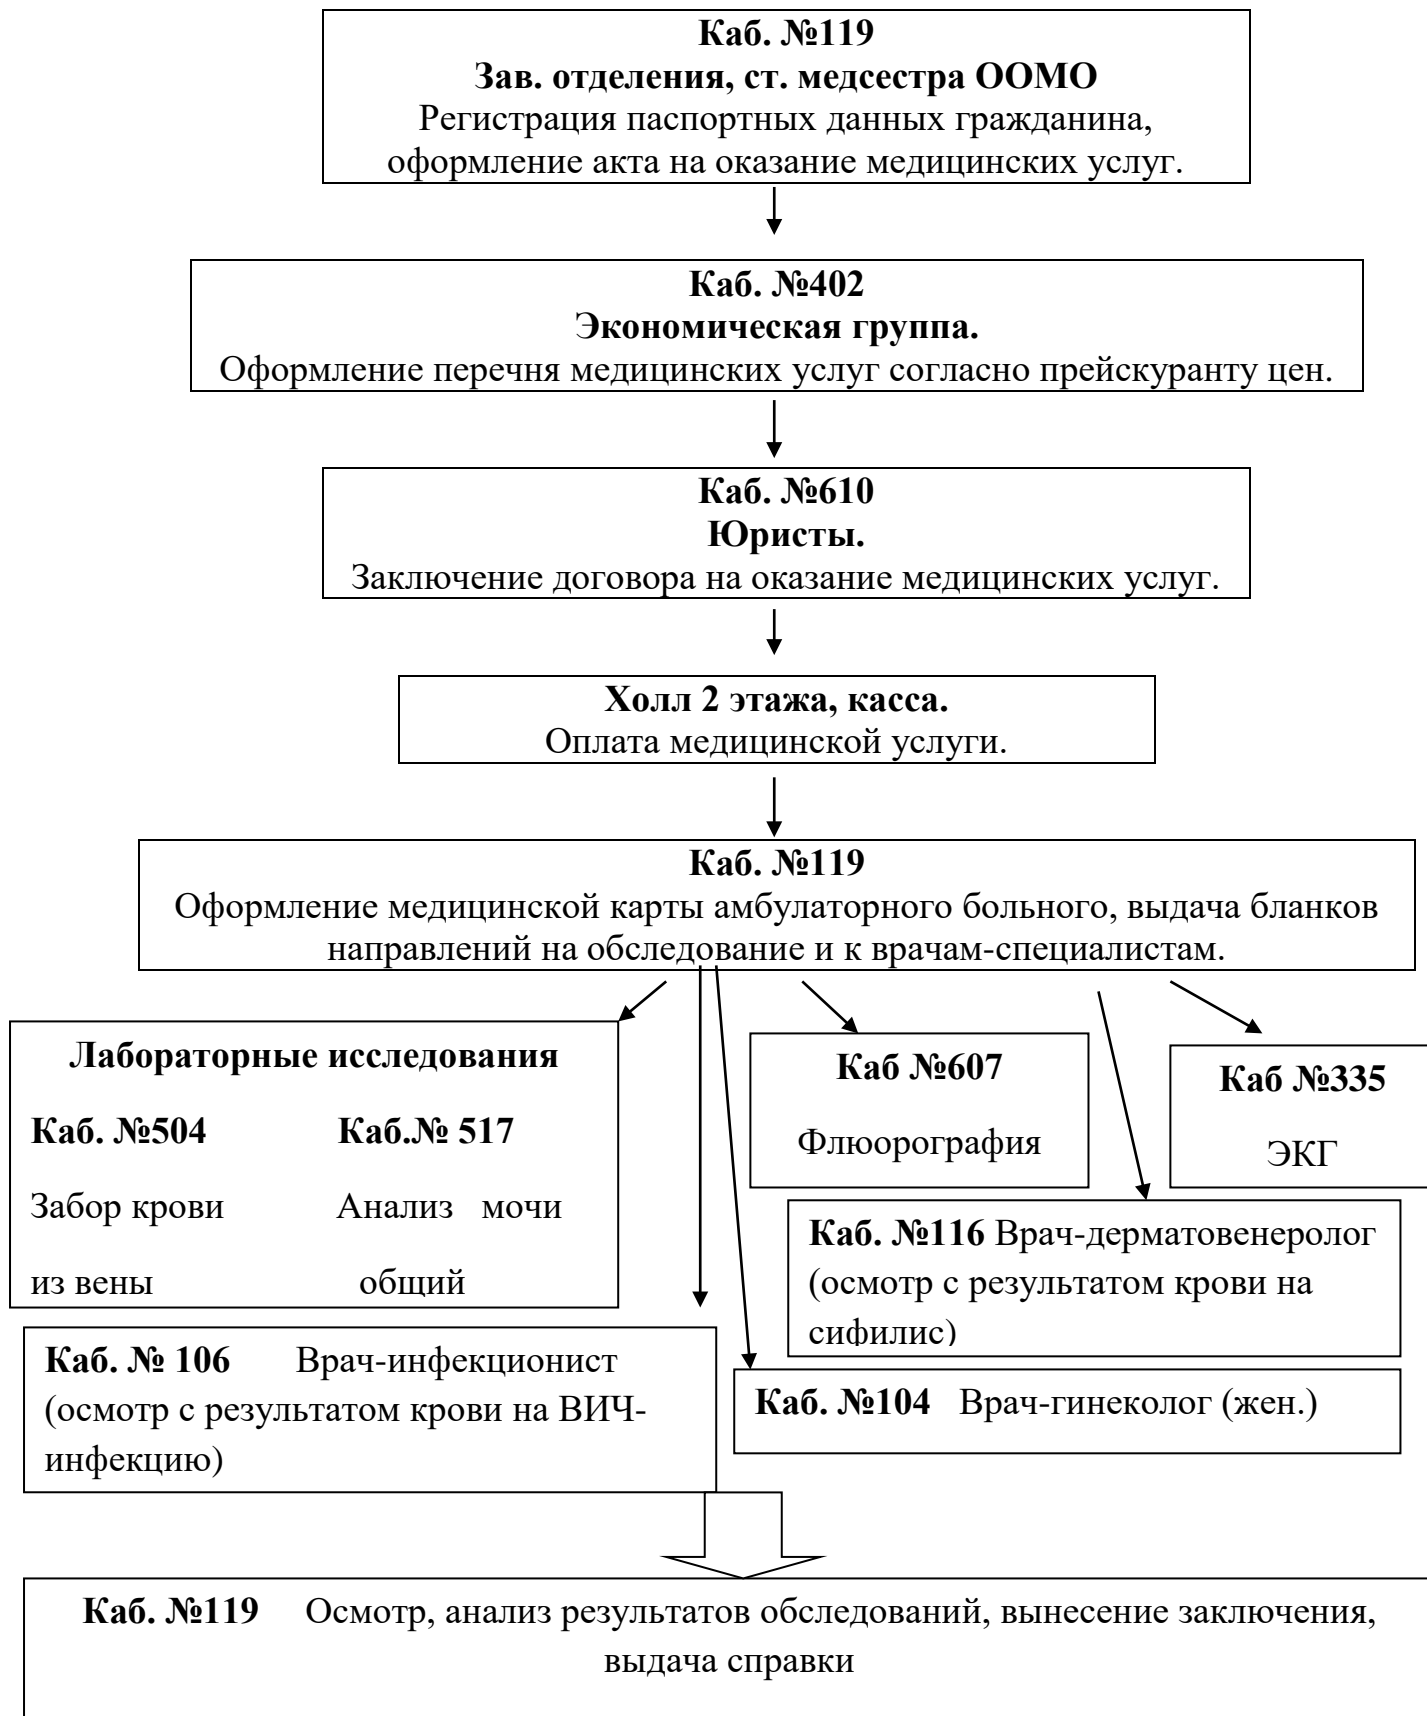 Каб. №119
Зав. отделения, ст. медсестра ООМО
Регистрация паспортных данных гражданина,
оформление акта на оказание медицинских услуг.
Каб. №402
Экономическая группа.
Оформление перечня медицинских услуг согласно прейскуранту цен.
Каб. №610
Юристы.
Заключение договора на оказание медицинских услуг.
Холл 2 этажа, касса.
Оплата медицинской услуги.
Каб. №119
Оформление медицинской карты амбулаторного больного, выдача бланков
направлений на обследование и к врачам-специалистам.
Лабораторные исследования
Каб. №504 Каб.№ 517
Забор крови Анализ мочи
из вены общий
Каб №607
Флюорография
Каб №335
ЭКГ
Каб. №116 Врач-дерматовенеролог
(осмотр с результатом крови на
сифилис)
Каб. № 106 Врач-инфекционист
(осмотр с результатом крови на ВИЧ-
инфекцию)
Каб. №104 Врач-гинеколог (жен.)
Каб. №119 Осмотр, анализ результатов обследований, вынесение заключения,
выдача справки